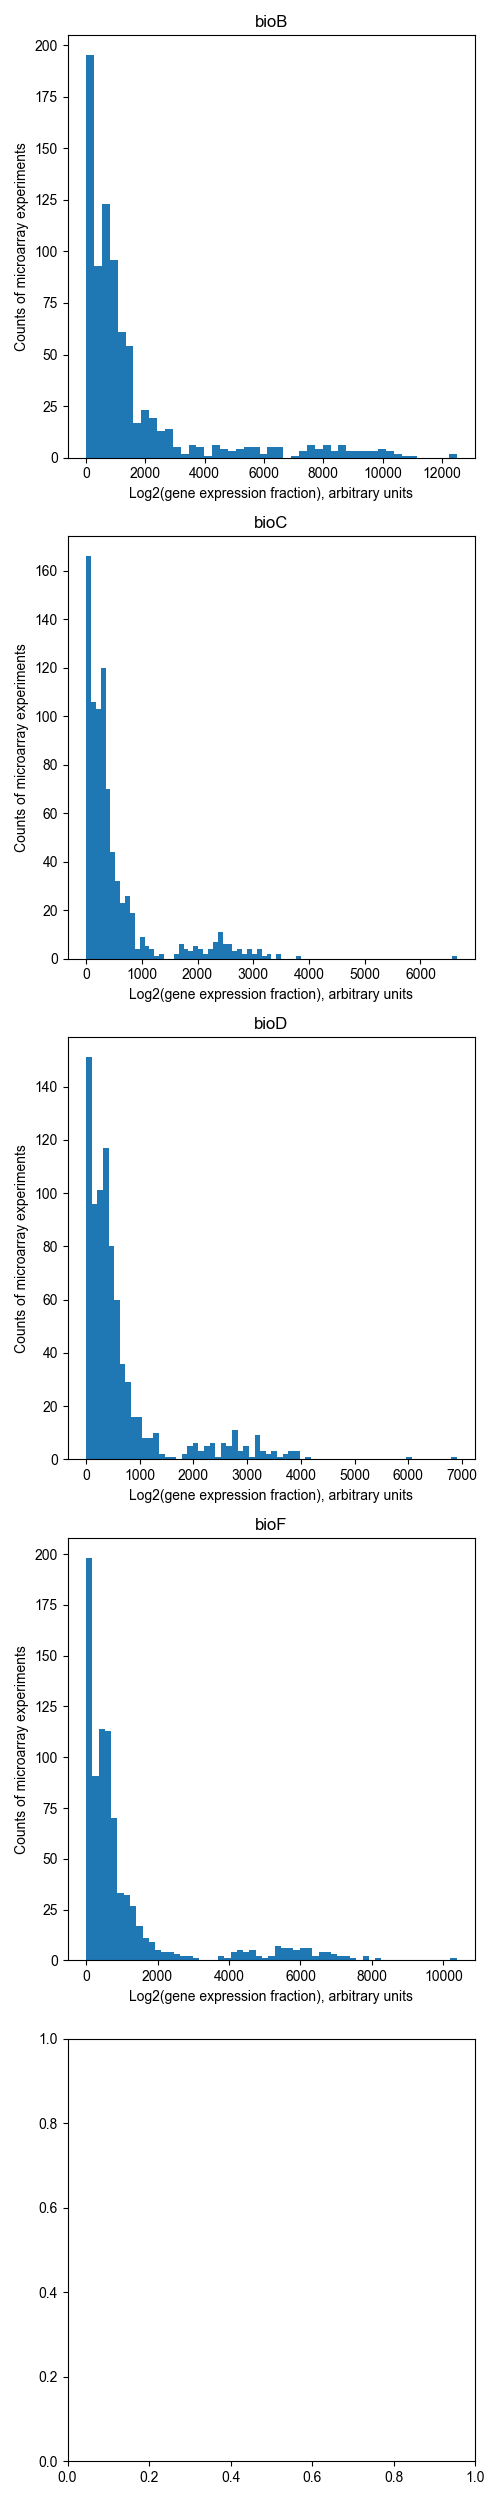 bioB
200
175
150
125
100
75
50
25
0
Counts of microarray experiments
0 2000 4000 6000 8000 10000 12000
Log2(gene expression fraction), arbitrary units
bioC
160
140
120
100
80
60
40
20
0
Counts of microarray experiments
0 1000 2000 3000 4000 5000 6000
Log2(gene expression fraction), arbitrary units
bioD
140
120
100
80
60
40
20
0
Counts of microarray experiments
0 1000 2000 3000 4000 5000 6000 7000
Log2(gene expression fraction), arbitrary units
bioF
200
175
150
125
100
75
50
25
0
Counts of microarray experiments
0 2000 4000 6000 8000 10000
Log2(gene expression fraction), arbitrary units
1.0
0.8
0.6
0.4
0.2
0.0
0.0 0.2 0.4 0.6 0.8 1.0